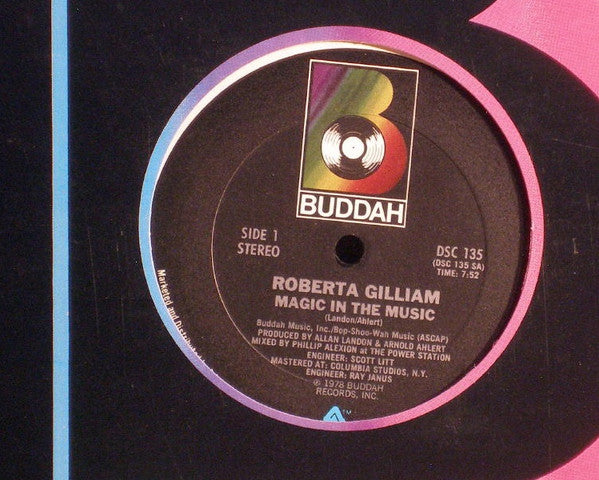 BUDDAH
SIDE 1
STEREO
DSC 135
(DSC 135 SA)
TIME: 7:52
ROBERTA GILLIAM
MAGIC IN THE MUSIC
(Landon/Ahlert)
Buddah Music, Inc./Bop-Shoo-Wah Music (ASCAP)
PRODUCED BY ALLAN LANDON & ARNOLD AHLERT
MIXED BY PHILLIP ALEXION at THE POWER STATION
ENGINEER: SCOTT LITT
MASTERED AT: COLUMBIA STUDIOS, N.Y.
ENGINEER: RAY JANUS
℗ 1978 BUDDAH
RECORDS, INC.
Marketed and
TM